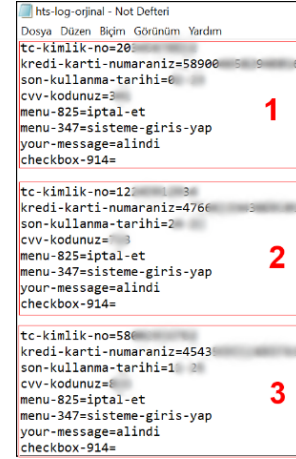 hts-log-orjinal - Not Defteri
Dosya Düzen Biçim Görünüm Yardım
tc-kimlik-no=20
kredi-karti-numaraniz=58900
son-kullanma-tarihi=
cvv-kodunuz=3
menu-825=iptal-et
menu-347=sisteme-giris-yap
your-message=alindi
checkbox-914=
1
tc-kimlik-no=12
kredi-karti-numaraniz=4766
son-kullanma-tarihi=2
cvv-kodunuz=
menu-825=iptal-et
menu-347=sisteme-giris-yap
your-message=alindi
checkbox-914=
2
tc-kimlik-no=58
kredi-karti-numaraniz=4543
son-kullanma-tarihi=1
cvv-kodunuz=
menu-825=iptal-et
menu-347=sisteme-giris-yap
your-message=alindi
checkbox-914=
3